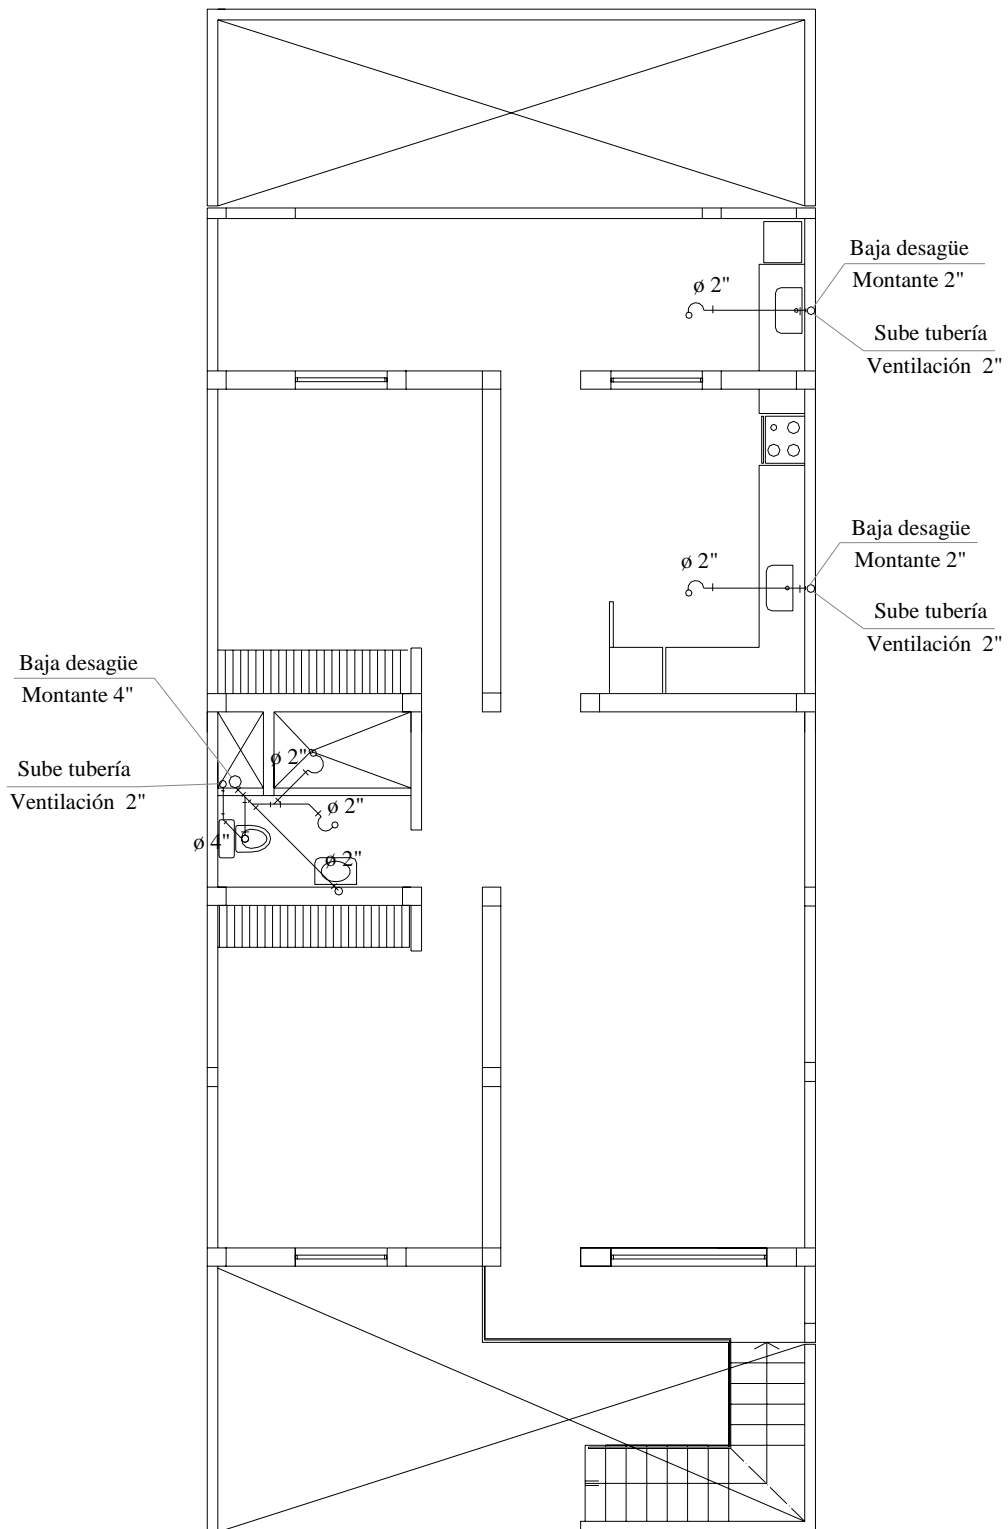 Baja desagüe
Montante 2"
ø 2"
Sube tubería
Ventilación 2"
Baja desagüe
Montante 2"
ø 2"
Sube tubería
Ventilación 2"
Baja desagüe
Montante 4"
ø 2"
Sube tubería
Ventilación 2"
ø 2"
ø 4"
ø 2"